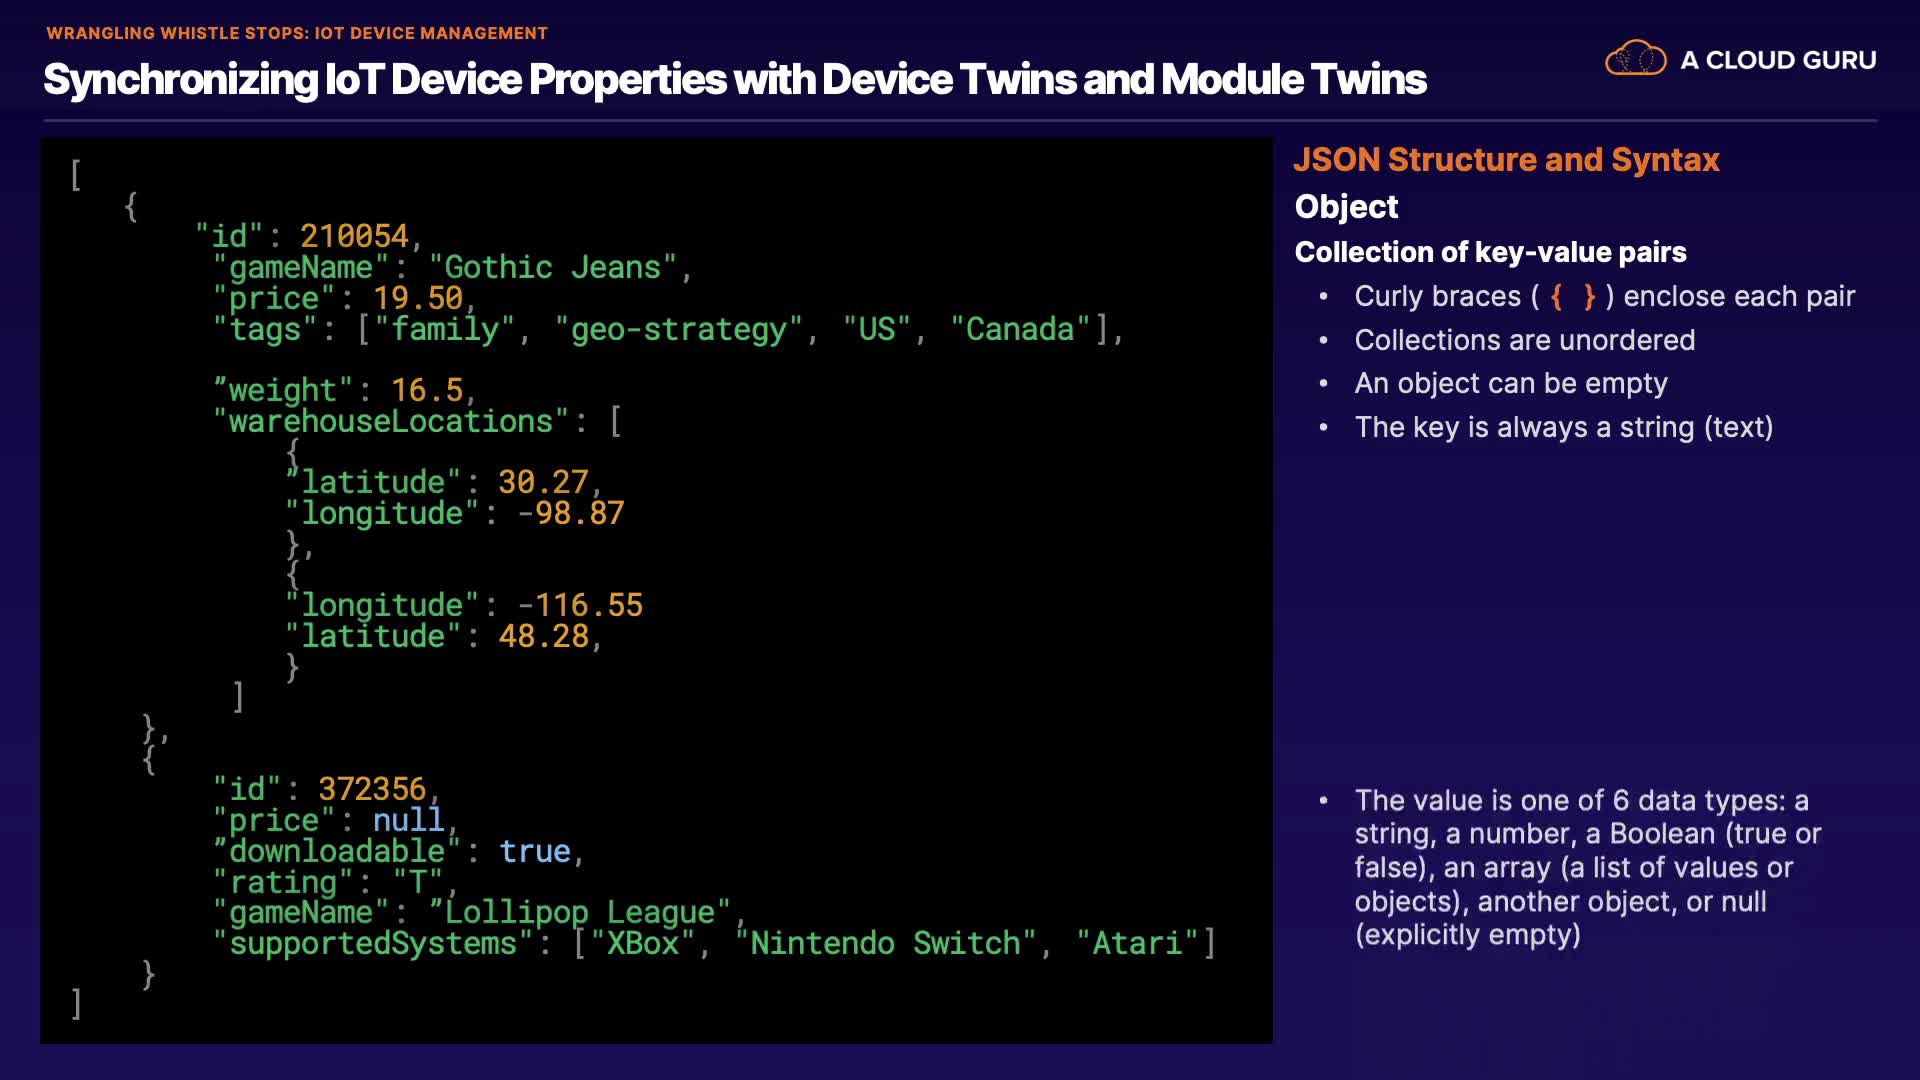 WRANGLING WHISTLE STOPS: IOT DEVICE MANAGEMENT
Synchronizing IoT Device Properties with Device Twins and Module Twins
A CLOUD GURU
[
{
"id": 210054,
"gameName": "Gothic Jeans",
"price": 19.50,
"tags": ["family", "geo-strategy", "US", "Canada"],
”weight": 16.5,
"warehouseLocations": [
{
”latitude": 30.27,
"longitude": -98.87
},
{
"longitude": -116.55
"latitude": 48.28,
}
]
},
{
"id": 372356,
"price": null,
”downloadable": true,
"rating": "T",
"gameName": ”Lollipop League",
"supportedSystems": ["XBox", "Nintendo Switch", "Atari"]
}
]
JSON Structure and Syntax
Object
Collection of key-value pairs
• Curly braces ( { } ) enclose each pair
• Collections are unordered
• An object can be empty
• The key is always a string (text)
• The value is one of 6 data types: a
string, a number, a Boolean (true or
false), an array (a list of values or
objects), another object, or null
(explicitly empty)